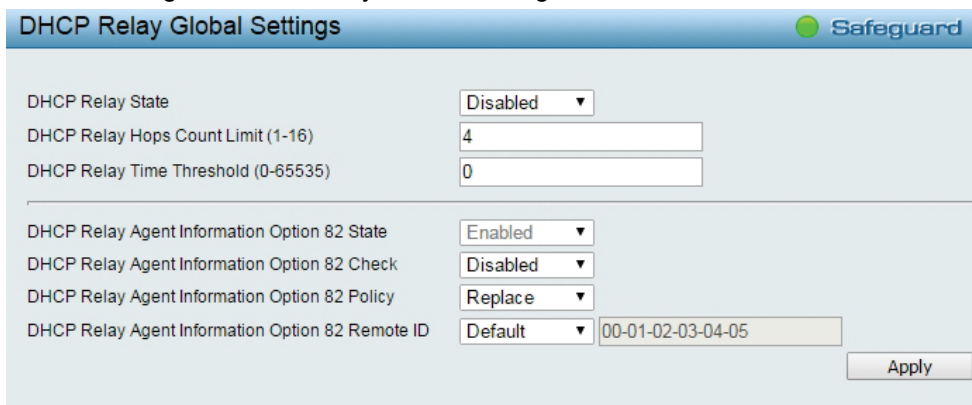 DHCP Relay Global Settings Safeguard
DHCP Relay State Disabled
DHCP Relay Hops Count Limit (1-16) 4
DHCP Relay Time Threshold (0-65535) 0
DHCP Relay Agent Information Option 82 State Enabled
DHCP Relay Agent Information Option 82 Check Disabled
DHCP Relay Agent Information Option 82 Policy Replace
DHCP Relay Agent Information Option 82 Remote ID Default 00-01-02-03-04-05
Apply